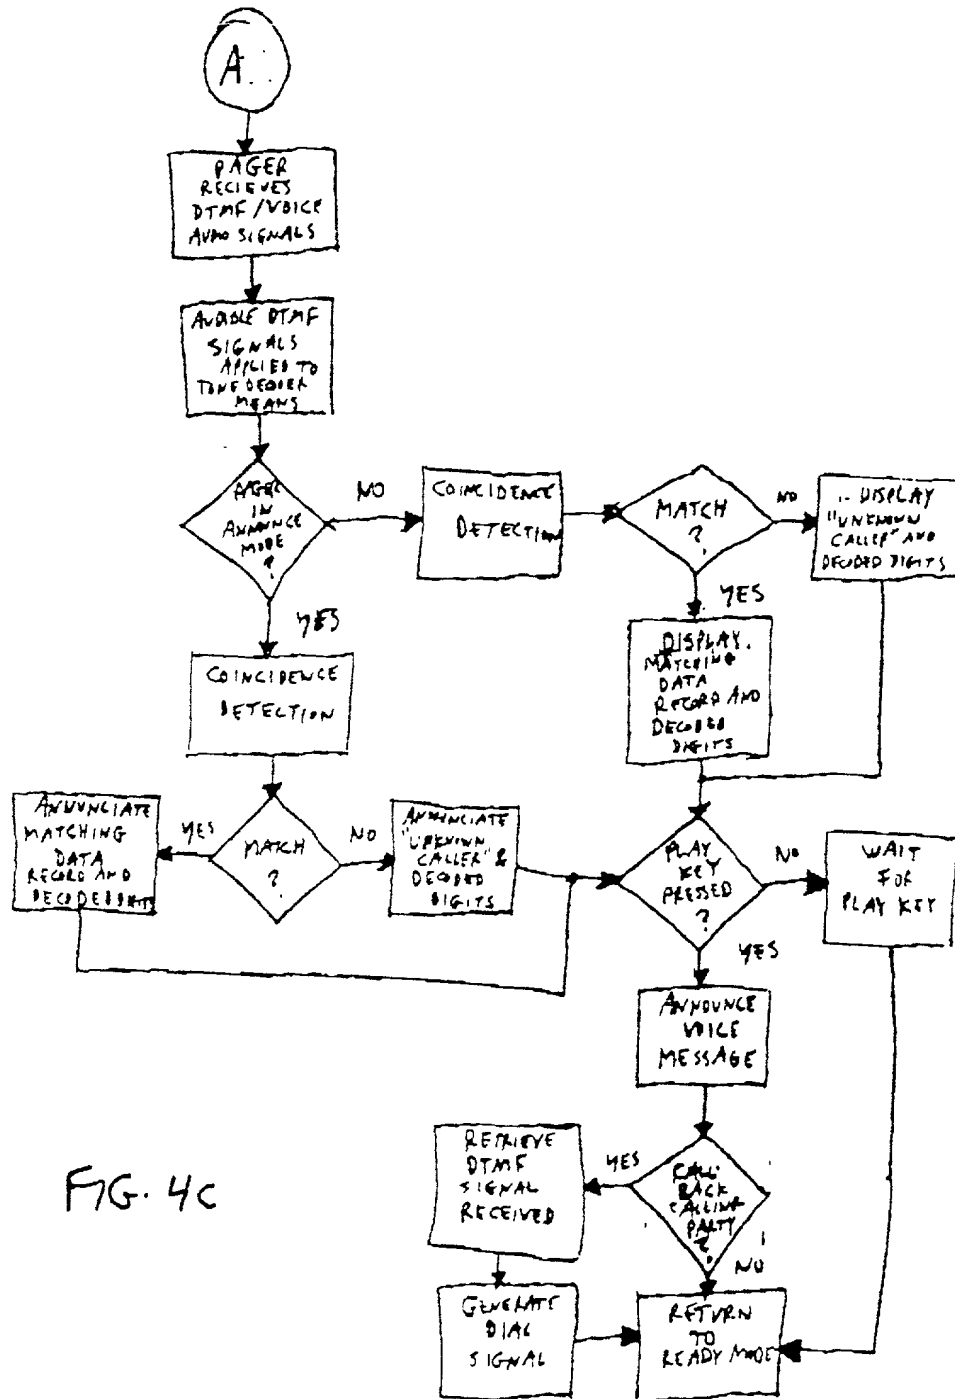 A
PAGER
RECIEVES
DTMF/VOICE
AUDIO SIGNALS
AUDIBLE DTMF
SIGNALS
APPLIED TO
TONE DECODER
MEANS
PAGER
IN
ANNOUNCE
MODE
?
NO
COINCIDENCE
DETECTION
MATCH
?
NO
DISPLAY
"UNKNOWN
CALLER" AND
DECODED DIGITS
YES
YES
DISPLAY
MATCHING
DATA
RECORD AND
DECODED
DIGITS
COINCIDENCE
DETECTION
ANNUNCIATE
MATCHING
DATA
RECORD AND
DECODED DIGITS
YES
MATCH
?
NO
ANNUNCIATE
"UNKNOWN
CALLER" &
DECODED
DIGITS
PLAY
KEY
PRESSED
?
NO
WAIT
FOR
PLAY KEY
YES
ANNOUNCE
VOICE
MESSAGE
RETRIEVE
DTMF
SIGNAL
RECEIVED
YES
CALL
BACK
CALLING
PARTY
?
NO
GENERATE
DIAL
SIGNAL
RETURN
TO
READY MODE
FIG. 4c